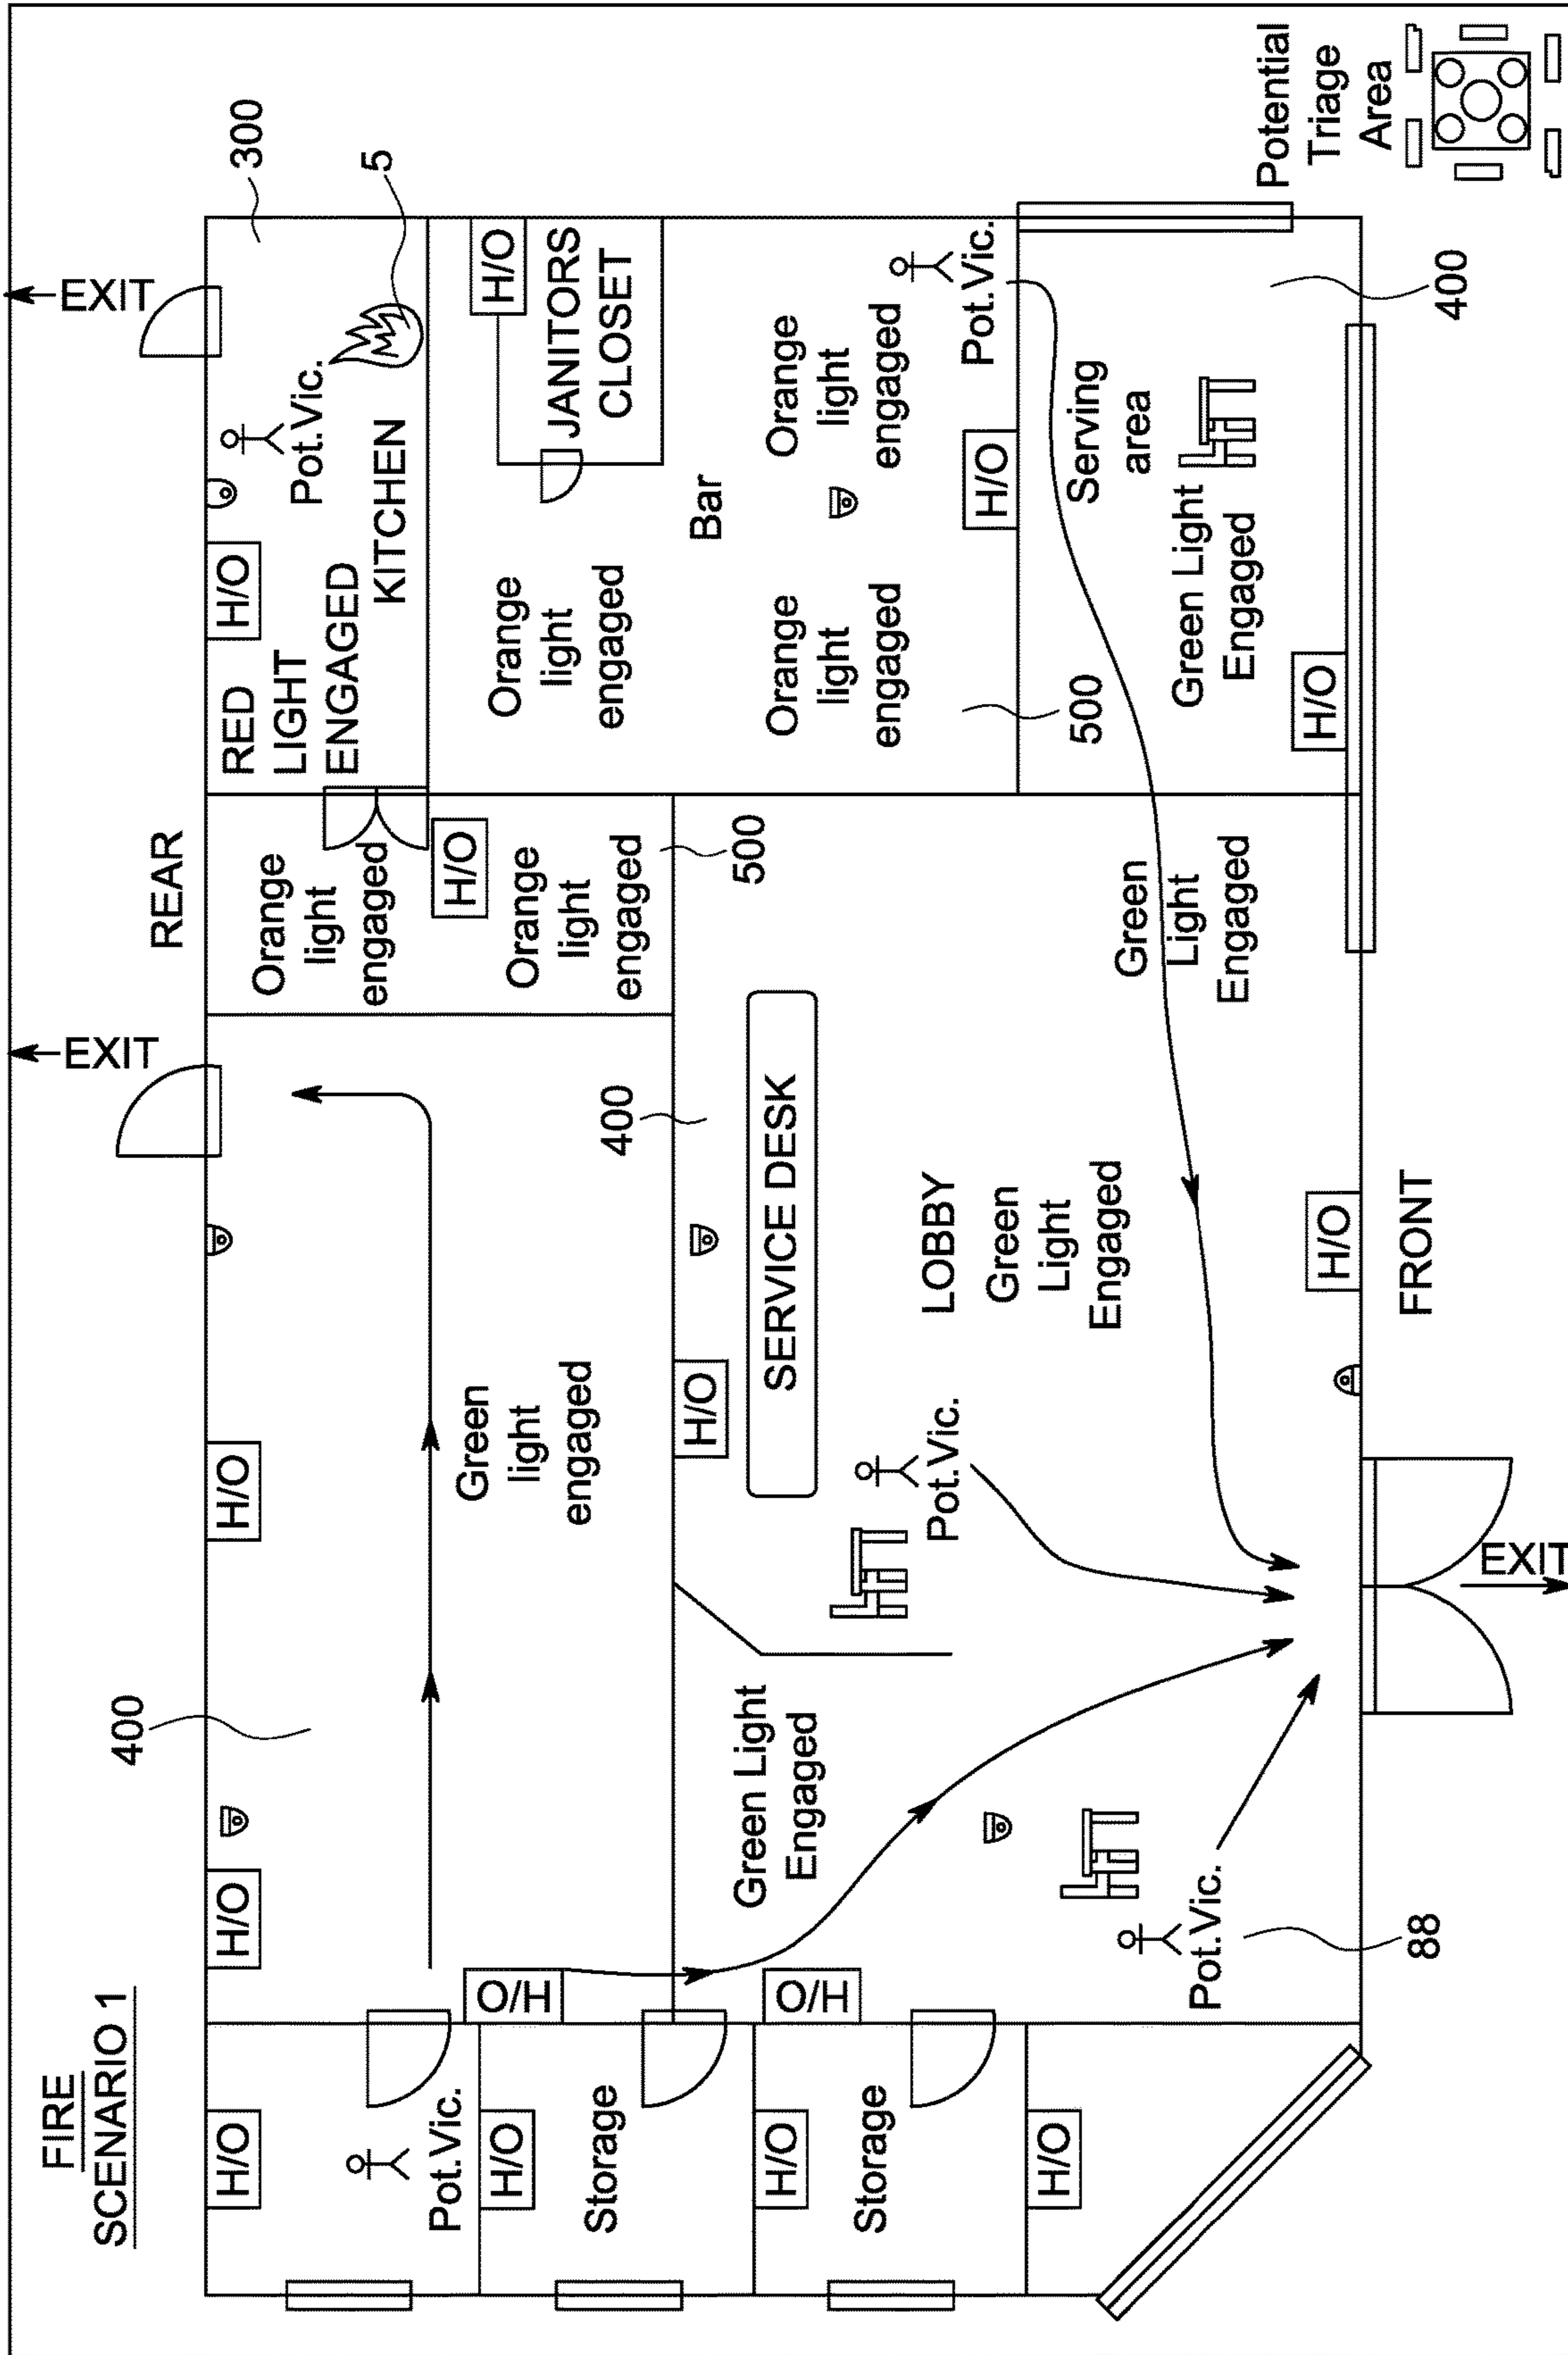 FIRE
SCENARIO 1
REAR
EXIT
EXIT
400
300
5
H/O
H/O
H/O
H/O
RED
LIGHT
ENGAGED
KITCHEN
Pot.Vic.
Orange
light
engaged
Pot.Vic.
H/O
O/H
Green
light
engaged
H/O
Orange
light
engaged
Orange
light
engaged
H/O
JANITORS
CLOSET
Storage
400
500
Bar
H/O
O/H
Green Light
Engaged
H/O
SERVICE DESK
Orange
light
engaged
Orange
light
engaged
Storage
Pot.Vic.
LOBBY
Green
Light
Engaged
H/O
Pot.Vic.
500
H/O
Green
Light
Engaged
Serving
area
Green Light
Engaged
Pot.Vic.
88
H/O
H/O
400
FRONT
EXIT
Potential
Triage
Area